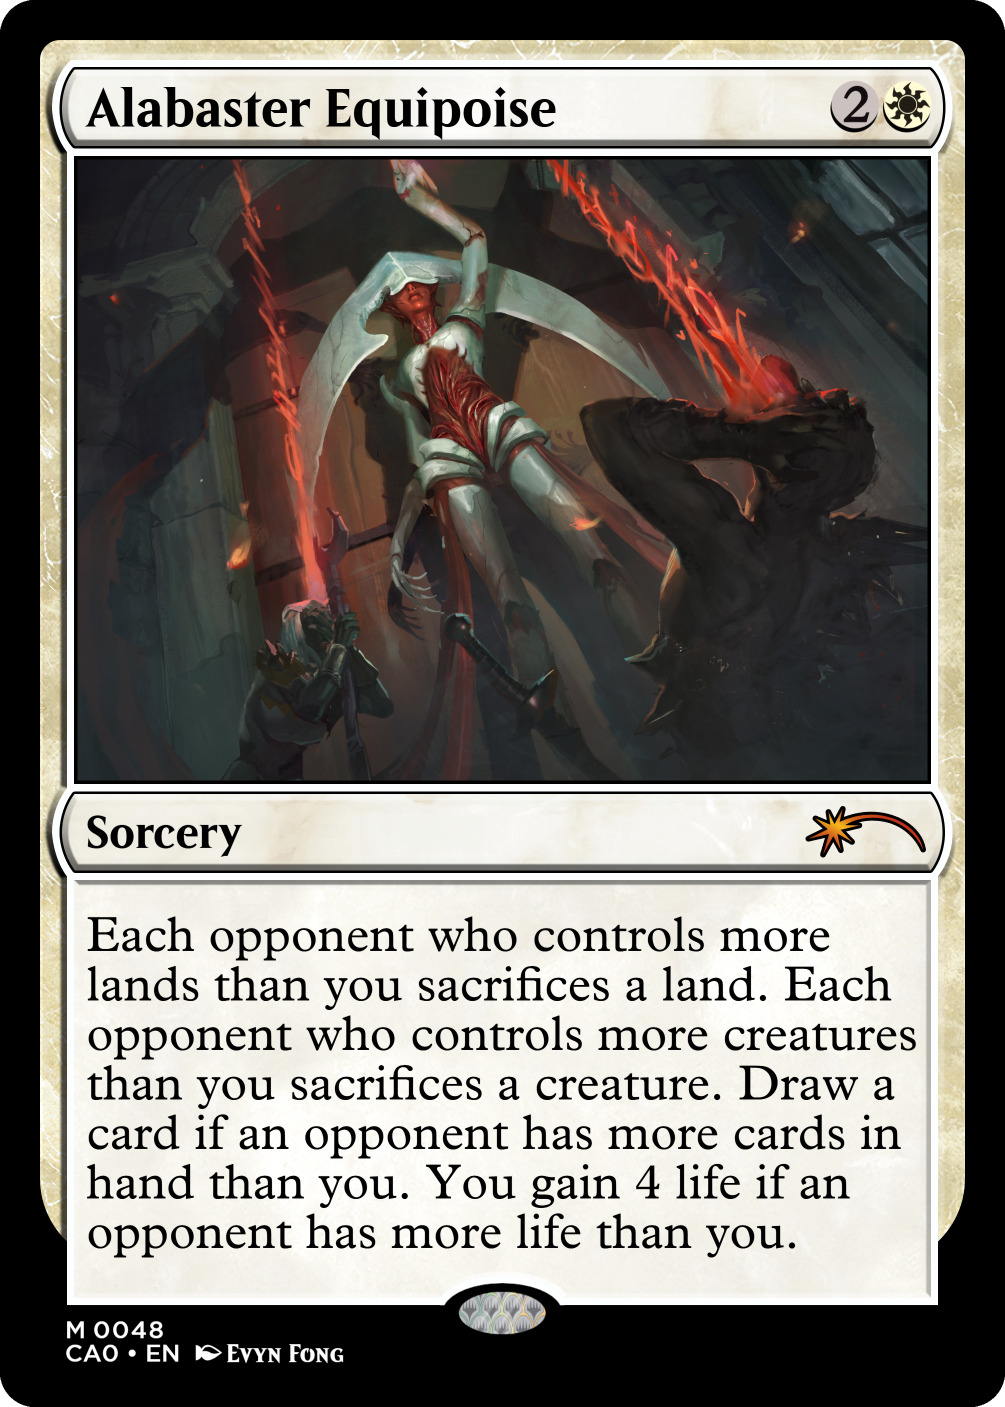 Alabaster Equipoise 2
Sorcery
Each opponent who controls more
lands than you sacrifices a land. Each
opponent who controls more creatures
than you sacrifices a creature. Draw a
card if an opponent has more cards in
hand than you. You gain 4 life if an
opponent has more life than you.
M 0048
CAO • EN Evyn Fong